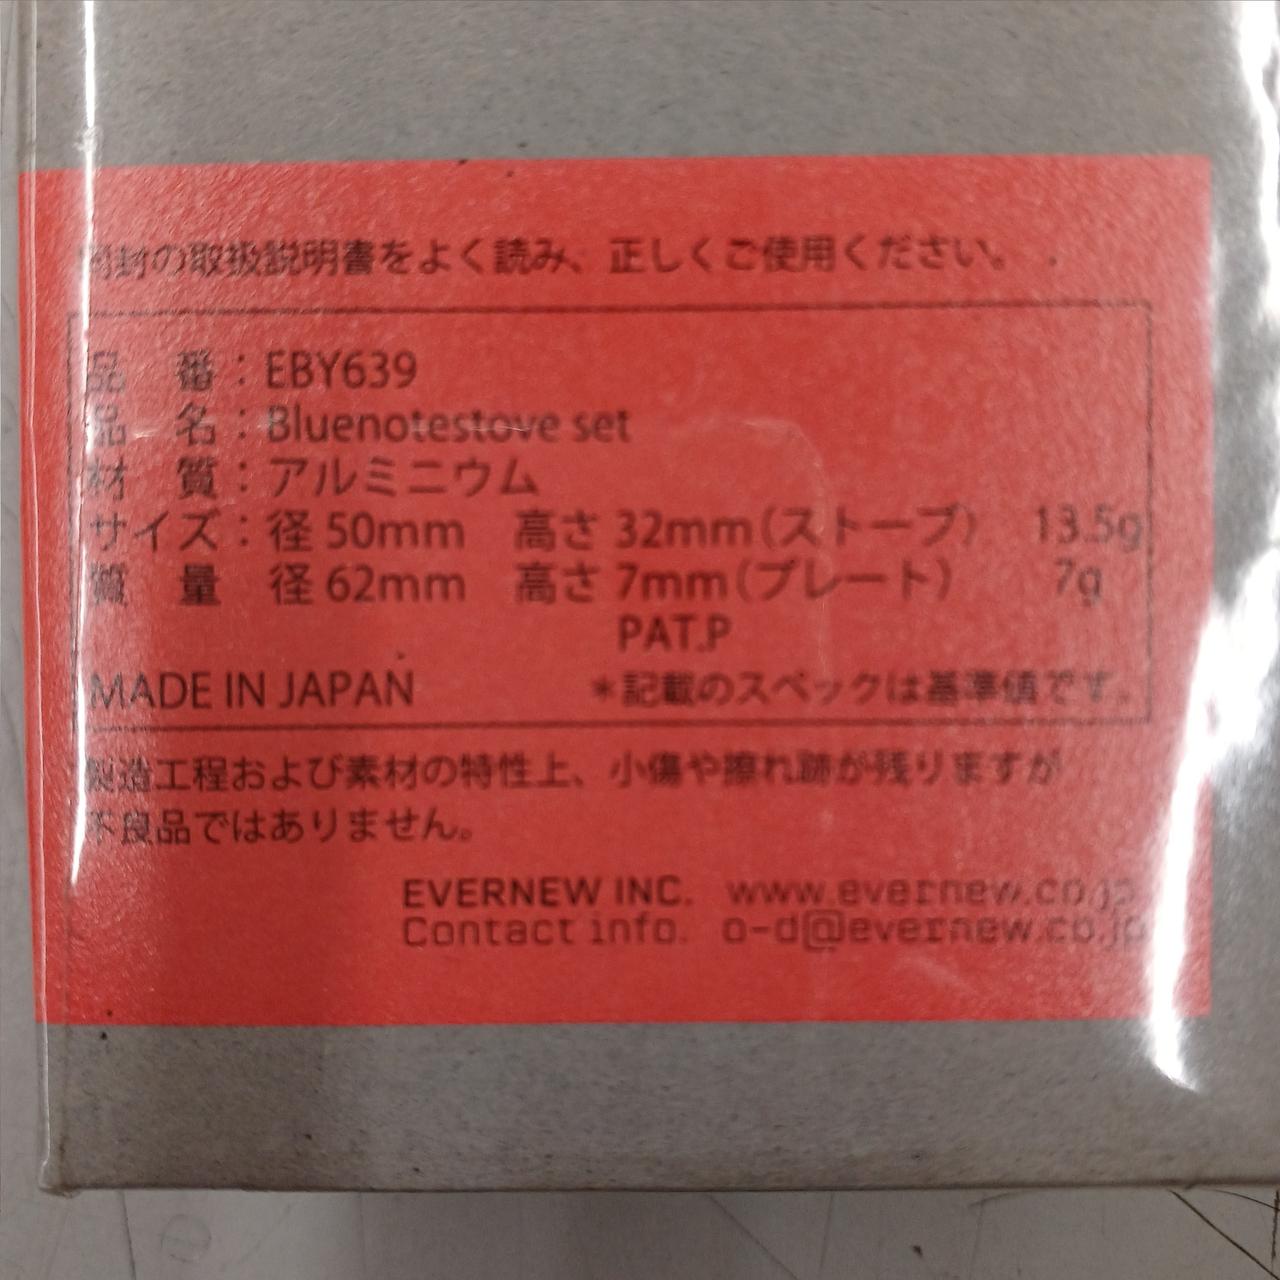 同封の取扱説明書をよく読み、正しくご使用ください。
品 番：EBY639
品 名：Bluenotestove set
材 質：アルミニウム
サイズ：径 50mm 高さ 32mm（ストーブ） 13.5g
質 量 径 62mm 高さ 7mm（プレート） 7g
PAT.P
MADE IN JAPAN ＊記載のスペックは基準値です。
製造工程および素材の特性上、小傷や擦れ跡が残りますが
不良品ではありません。
EVERNEW INC. www.evernew.co.jp
Contact info. o-d@evernew.co.jp